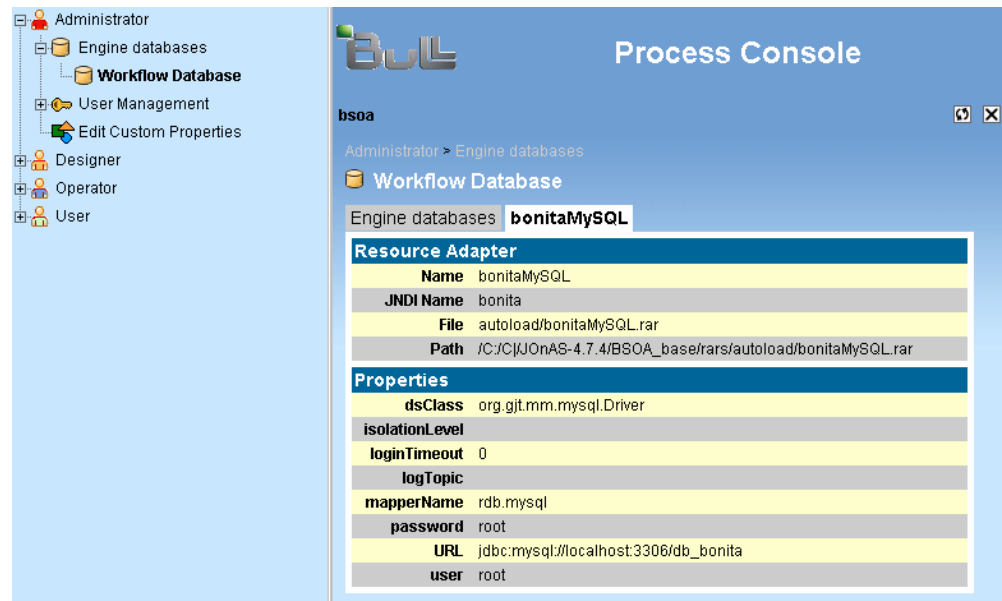 Administrator
Engine databases
Workflow Database
User Management
Edit Custom Properties
Designer
Operator
User
Bull
Process Console
bsoa
Administrator > Engine databases
Workflow Database
Engine databases bonitaMySQL
Resource Adapter
Name bonitaMySQL
JNDI Name bonita
File autoload/bonitaMySQL.rar
Path /C:/C|/JOnAS-4.7.4/BSOA_base/rars/autoload/bonitaMySQL.rar
Properties
dsClass org.gjt.mm.mysql.Driver
isolationLevel
loginTimeout 0
logTopic
mapperName rdb.mysql
password root
URL jdbc:mysql://localhost:3306/db_bonita
user root